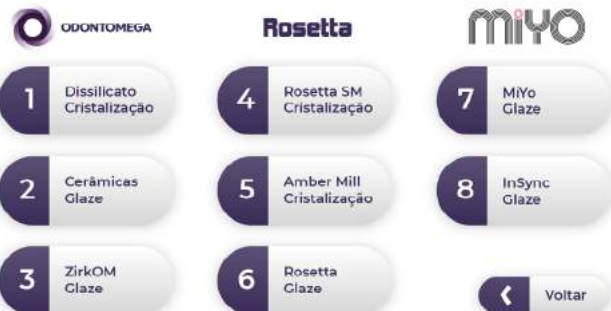 ODONTOMEGA
1 Dissilicato
Cristalização
2 Cerâmicas
Glaze
3 ZirkOM
Glaze
Rosetta
4 Rosetta SM
Cristalização
5 Amber Mill
Cristalização
6 Rosetta
Glaze
MiYO
7 MiYo
Glaze
8 InSync
Glaze
Voltar